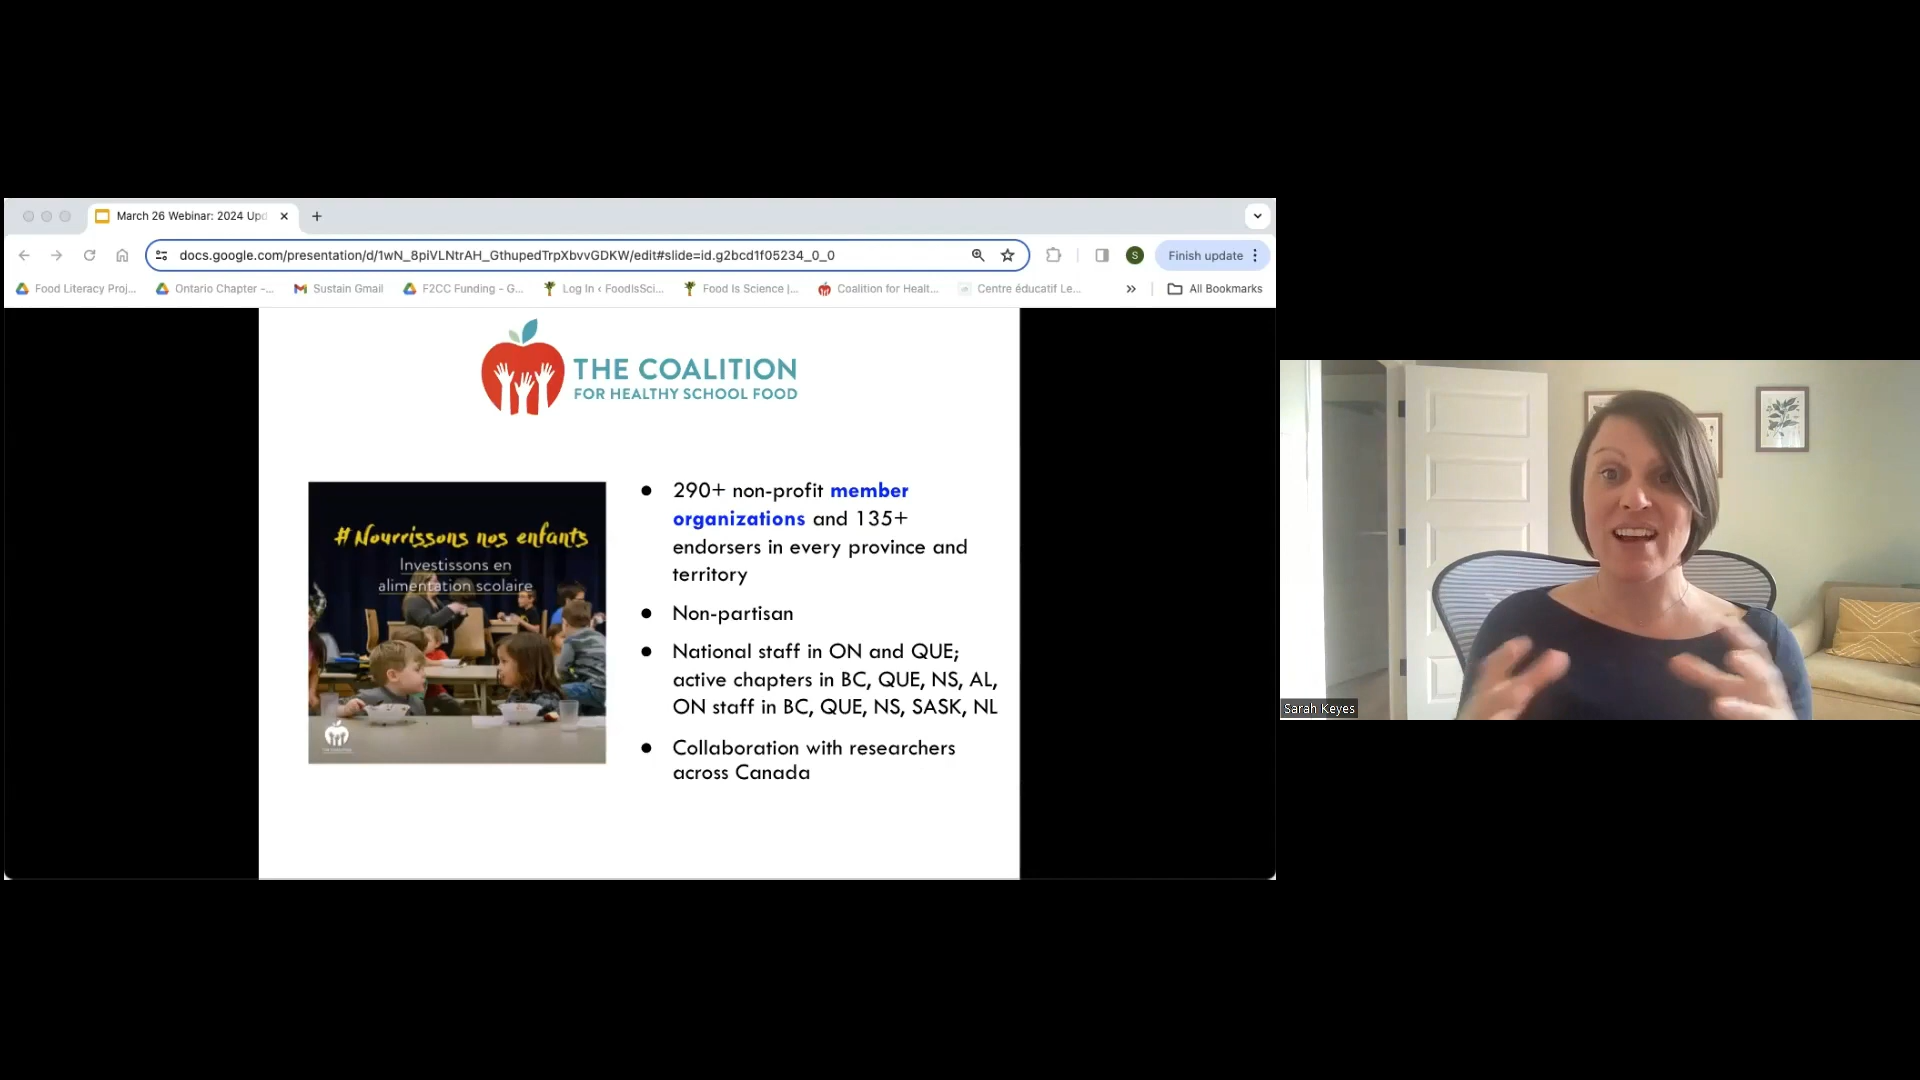 March 26 Webinar: 2024 Upd
docs.google.com/presentation/d/1wN_8piVLNtrAH_GthupedTrpXbvvGDKW/edit#slide=id.g2bcd1f05234_0_0
S
Finish update
Food Literacy Proj...
Ontario Chapter -...
Sustain Gmail
F2CC Funding - G...
Log In ‹ FoodIsSci...
Food Is Science |...
Coalition for Healt...
Centre éducatif Le...
All Bookmarks
THE COALITION
FOR HEALTHY SCHOOL FOOD
#Nourrissons nos enfants
Investissons en
alimentation scolaire
● 290+ non-profit member
organizations and 135+
endorsers in every province and
territory
● Non-partisan
● National staff in ON and QUE;
active chapters in BC, QUE, NS, AL,
ON staff in BC, QUE, NS, SASK, NL
● Collaboration with researchers
across Canada
Sarah Keyes